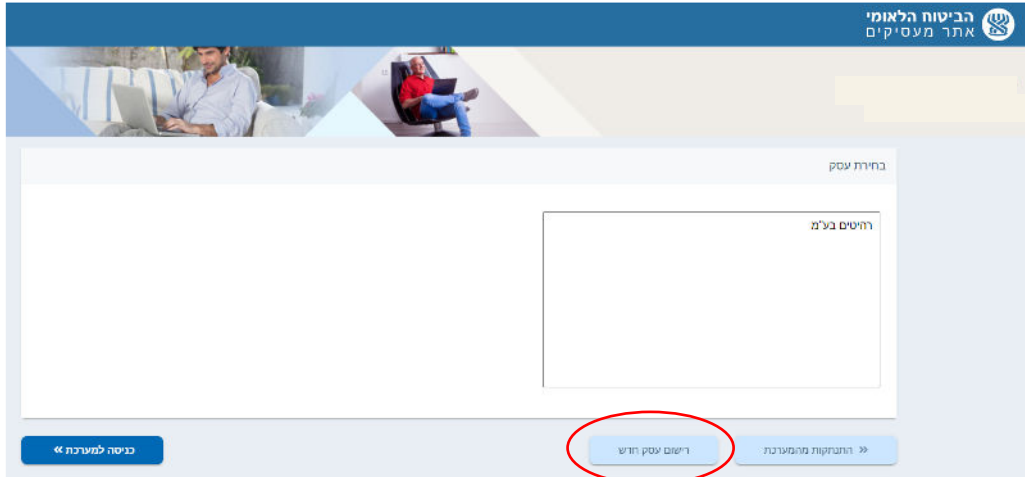 הביטוח הלאומי
אתר מעסיקים
בחירת עסק
רהיטים בע"מ
« התנתקות מהמערכת
רישום עסק חדש
כניסה למערכת »